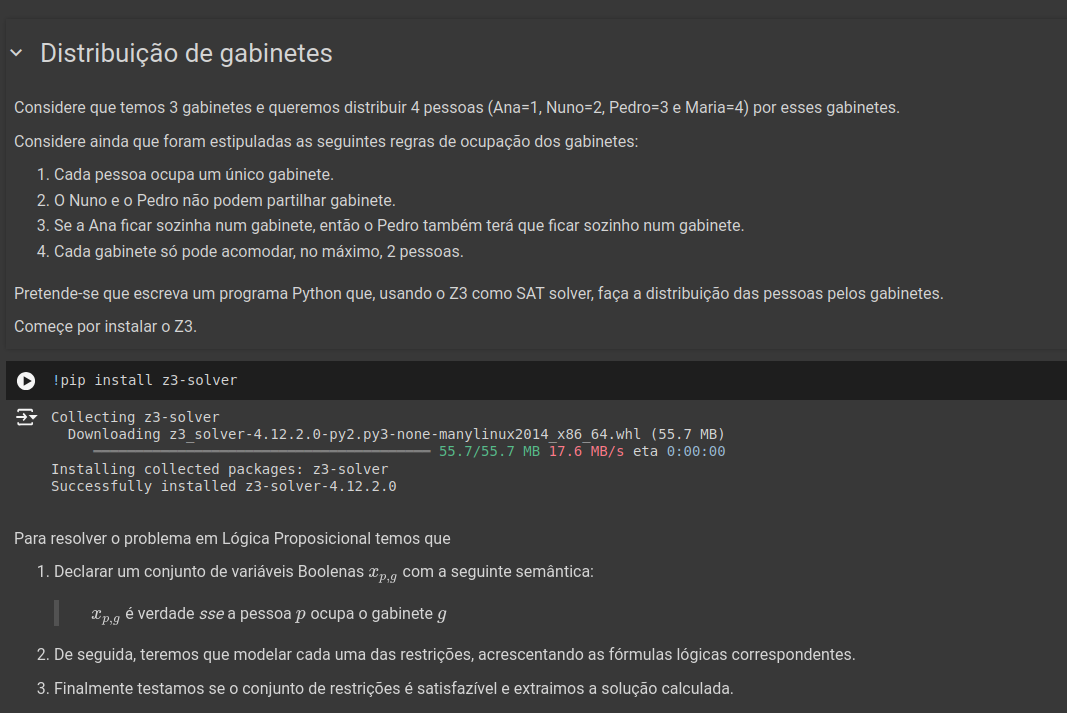 Distribuição de gabinetes
Considere que temos 3 gabinetes e queremos distribuir 4 pessoas (Ana=1, Nuno=2, Pedro=3 e Maria=4) por esses gabinetes.
Considere ainda que foram estipuladas as seguintes regras de ocupação dos gabinetes:
1. Cada pessoa ocupa um único gabinete.
2. O Nuno e o Pedro não podem partilhar gabinete.
3. Se a Ana ficar sozinha num gabinete, então o Pedro também terá que ficar sozinho num gabinete.
4. Cada gabinete só pode acomodar, no máximo, 2 pessoas.
Pretende-se que escreva um programa Python que, usando o Z3 como SAT solver, faça a distribuição das pessoas pelos gabinetes.
Começe por instalar o Z3.
!pip install z3-solver
Collecting z3-solver
Downloading z3_solver-4.12.2.0-py2.py3-none-manylinux2014_x86_64.whl (55.7 MB)
55.7/55.7 MB 17.6 MB/s eta 0:00:00
Installing collected packages: z3-solver
Successfully installed z3-solver-4.12.2.0
Para resolver o problema em Lógica Proposicional temos que
1. Declarar um conjunto de variáveis Boolenas x_{p,g} com a seguinte semântica:
x_{p,g} é verdade sse a pessoa p ocupa o gabinete g
2. De seguida, teremos que modelar cada uma das restrições, acrescentando as fórmulas lógicas correspondentes.
3. Finalmente testamos se o conjunto de restrições é satisfazível e extraimos a solução calculada.